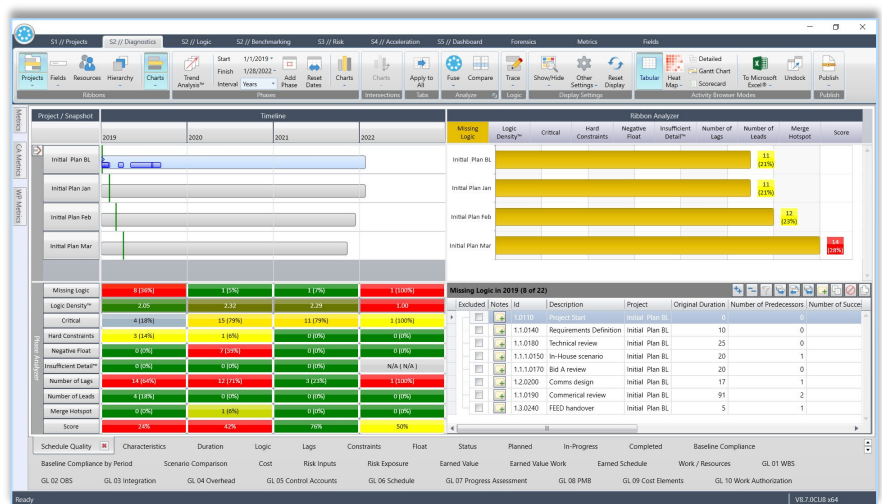 S1 // Projects S2 // Diagnostics S2 // Logic S2 // Benchmarking S3 // Risk S4 // Acceleration S5 // Dashboard Forensics Metrics Fields
Projects Fields Resources Hierarchy Charts
Ribbons
Trend Analysis™
Start 1/1/2019
Finish 1/28/2022
Interval Years
Add Phase Reset Dates Charts
Phases
Charts
Intersections
Apply to All
Tabs
Fuse Compare
Analyze
Trace
Logic
Show/Hide Other Settings Reset Display
Display Settings
Tabular Heat Map
Detailed
Gantt Chart
Scorecard
To Microsoft Excel® Undock
Activity Browser Modes
Publish
Publish
Metrics
CA Metrics
WP Metrics
Project / Snapshot Timeline
2019 2020 2021 2022
Initial Plan BL
Initial Plan Jan
Initial Plan Feb
Initial Plan Mar
Ribbon Analyzer
Missing Logic Logic Density™ Critical Hard Constraints Negative Float Insufficient Detail™ Number of Lags Number of Leads Merge Hotspot Score
Initial Plan BL 11 (21%)
Initial Plan Jan 11 (21%)
Initial Plan Feb 12 (23%)
Initial Plan Mar 14 (28%)
Phase Analyzer
Missing Logic 8 (36%) 1 (5%) 1 (7%) 1 (100%)
Logic Density™ 2.05 2.32 2.29 1.00
Critical 4 (18%) 15 (79%) 11 (79%) 1 (100%)
Hard Constraints 3 (14%) 1 (6%) 0 (0%) 0 (0%)
Negative Float 0 (0%) 7 (39%) 0 (0%) 0 (0%)
Insufficient Detail™ 0 (0%) 0 (0%) 0 (0%) N/A ( N/A )
Number of Lags 14 (64%) 12 (71%) 3 (23%) 1 (100%)
Number of Leads 4 (18%) 0 (0%) 0 (0%) 0 (0%)
Merge Hotspot 0 (0%) 1 (6%) 0 (0%) 0 (0%)
Score 24% 42% 76% 50%
Missing Logic in 2019 (8 of 22)
Excluded Notes Id Description Project Original Duration Number of Predecessors Number of Succe
1.0110 Project Start Initial Plan BL 0 0
1.1.0140 Requirements Definition Initial Plan BL 10 0
1.1.0180 Technical review Initial Plan BL 25 0
1.1.1.0150 In-House scenario Initial Plan BL 20 1
1.1.1.0170 Bid A review Initial Plan BL 20 0
1.2.0200 Comms design Initial Plan BL 17 1
1.1.0190 Commerical review Initial Plan BL 91 2
1.3.0240 FEED handover Initial Plan BL 5 1
Schedule Quality Characteristics Duration Logic Lags Constraints Float Status Planned In-Progress Completed Baseline Compliance
Baseline Compliance by Period Scenario Comparison Cost Risk Inputs Risk Exposure Earned Value Earned Value Work Earned Schedule Work / Resources GL 01 WBS
GL 02 OBS GL 03 Integration GL 04 Overhead GL 05 Control Accounts GL 06 Schedule GL 07 Progress Assessment GL 08 PMB GL 09 Cost Elements GL 10 Work Authorization
Ready V8.7.0CU8 x64